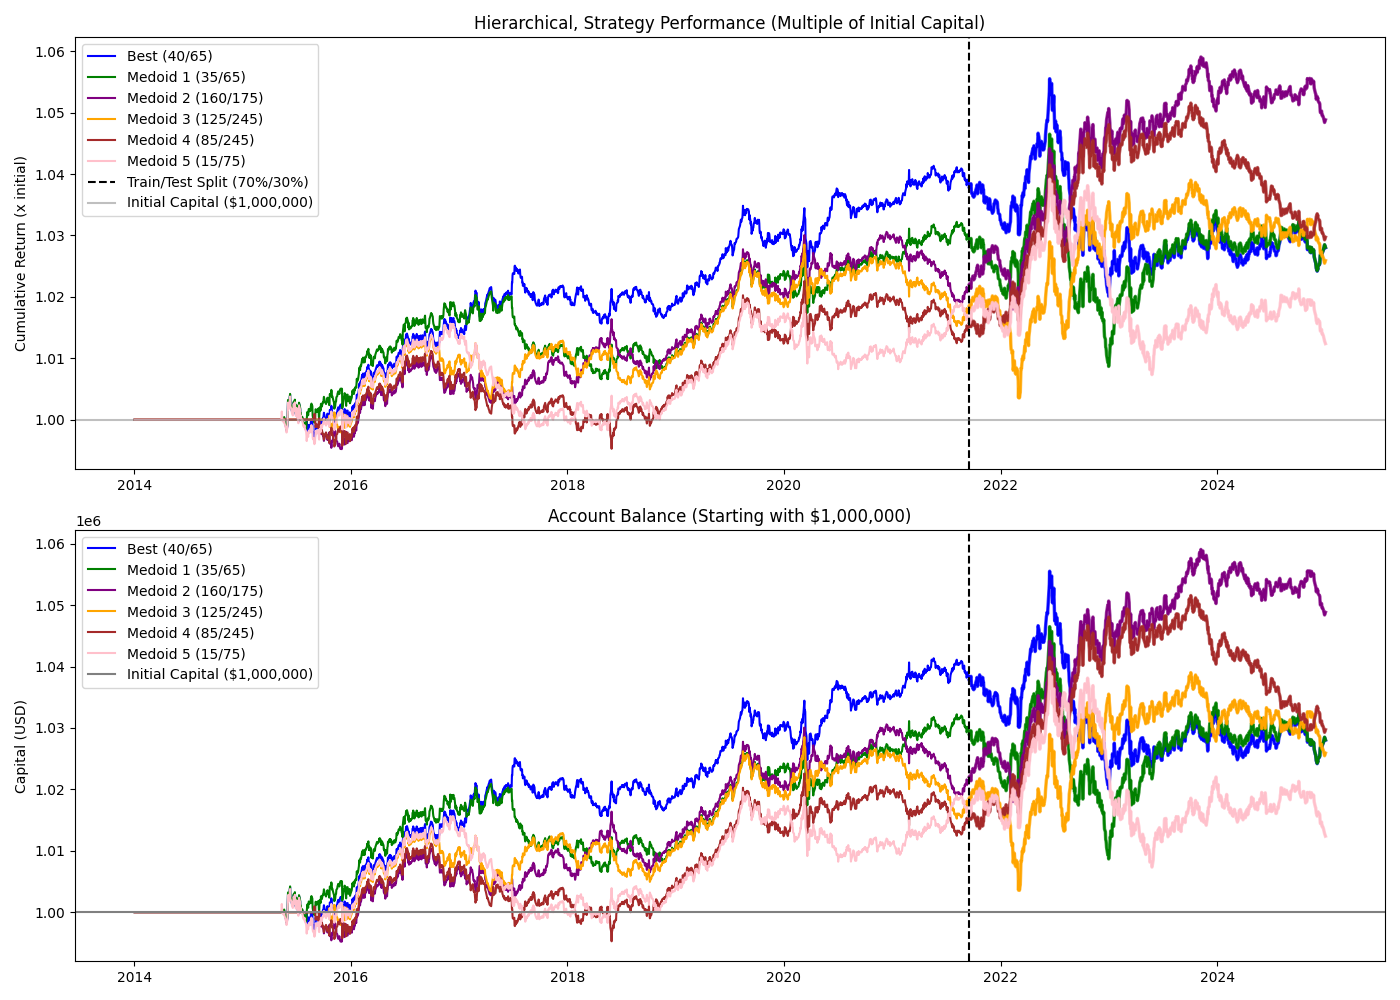 Hierarchical, Strategy Performance (Multiple of Initial Capital)
Cumulative Return (x initial)
1.06
1.05
1.04
1.03
1.02
1.01
1.00
Best (40/65)
Medoid 1 (35/65)
Medoid 2 (160/175)
Medoid 3 (125/245)
Medoid 4 (85/245)
Medoid 5 (15/75)
Train/Test Split (70%/30%)
Initial Capital ($1,000,000)
2014 2016 2018 2020 2022 2024
Account Balance (Starting with $1,000,000)
1e6
Capital (USD)
1.06
1.05
1.04
1.03
1.02
1.01
1.00
Best (40/65)
Medoid 1 (35/65)
Medoid 2 (160/175)
Medoid 3 (125/245)
Medoid 4 (85/245)
Medoid 5 (15/75)
Initial Capital ($1,000,000)
2014 2016 2018 2020 2022 2024